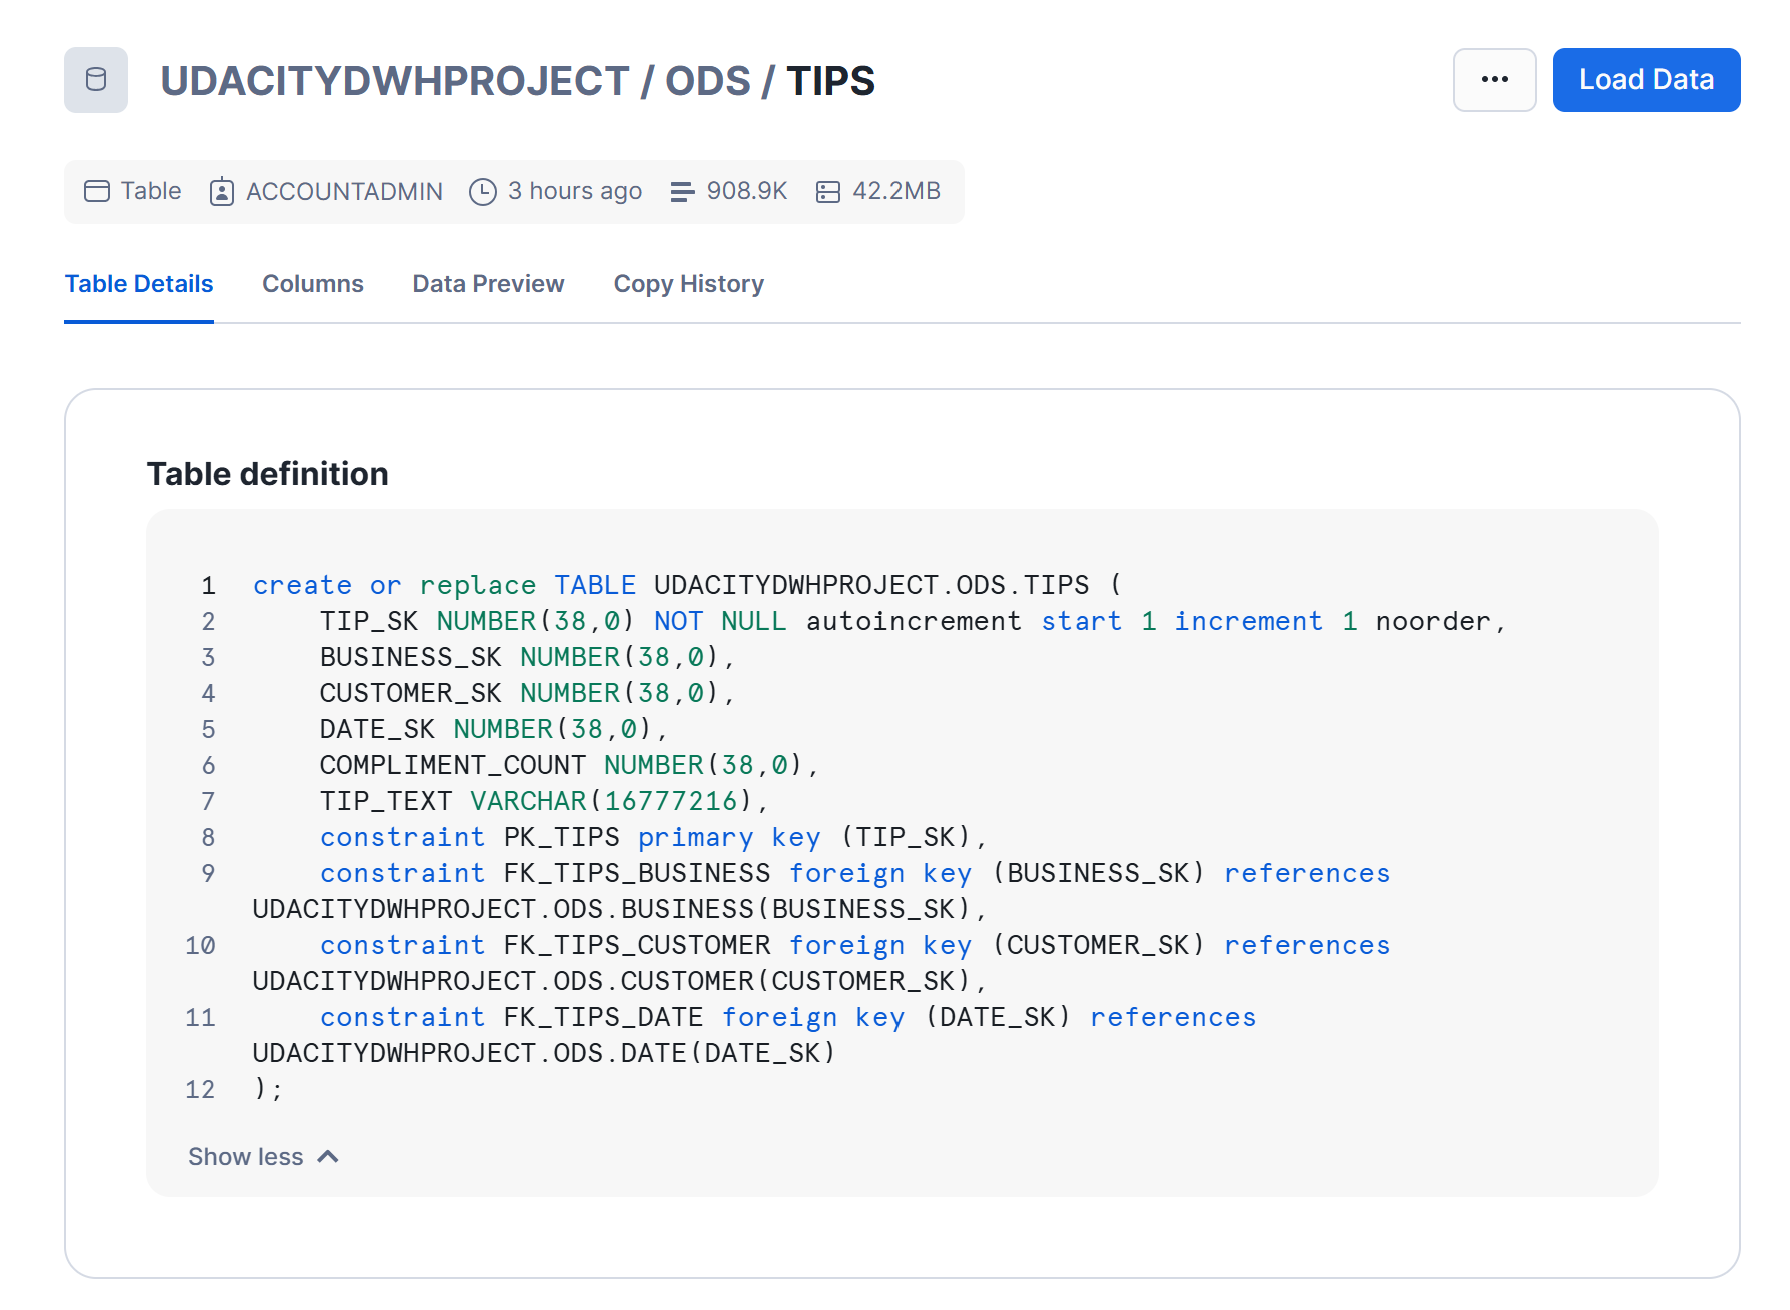 UDACITYDWHPROJECT / ODS / TIPS
... Load Data
Table ACCOUNTADMIN 3 hours ago 908.9K 42.2MB
Table Details Columns Data Preview Copy History
Table definition
1 create or replace TABLE UDACITYDWHPROJECT.ODS.TIPS (
2 TIP_SK NUMBER(38,0) NOT NULL autoincrement start 1 increment 1 noorder,
3 BUSINESS_SK NUMBER(38,0),
4 CUSTOMER_SK NUMBER(38,0),
5 DATE_SK NUMBER(38,0),
6 COMPLIMENT_COUNT NUMBER(38,0),
7 TIP_TEXT VARCHAR(16777216),
8 constraint PK_TIPS primary key (TIP_SK),
9 constraint FK_TIPS_BUSINESS foreign key (BUSINESS_SK) references
UDACITYDWHPROJECT.ODS.BUSINESS(BUSINESS_SK),
10 constraint FK_TIPS_CUSTOMER foreign key (CUSTOMER_SK) references
UDACITYDWHPROJECT.ODS.CUSTOMER(CUSTOMER_SK),
11 constraint FK_TIPS_DATE foreign key (DATE_SK) references
UDACITYDWHPROJECT.ODS.DATE(DATE_SK)
12 );
Show less